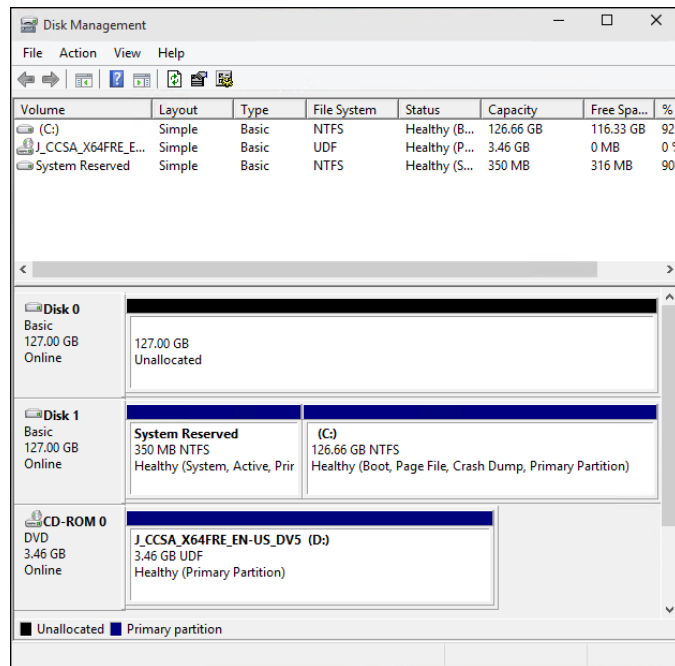 Disk Management
File Action View Help
Volume Layout Type File System Status Capacity Free Spa... %
(C:) Simple Basic NTFS Healthy (B... 126.66 GB 116.33 GB 92
J_CCSA_X64FRE_E... Simple Basic UDF Healthy (P... 3.46 GB 0 MB 0 %
System Reserved Simple Basic NTFS Healthy (S... 350 MB 316 MB 90
Disk 0
Basic
127.00 GB
Online
127.00 GB
Unallocated
Disk 1
Basic
127.00 GB
Online
System Reserved
350 MB NTFS
Healthy (System, Active, Prir
(C:)
126.66 GB NTFS
Healthy (Boot, Page File, Crash Dump, Primary Partition)
CD-ROM 0
DVD
3.46 GB
Online
J_CCSA_X64FRE_EN-US_DV5 (D:)
3.46 GB UDF
Healthy (Primary Partition)
Unallocated Primary partition